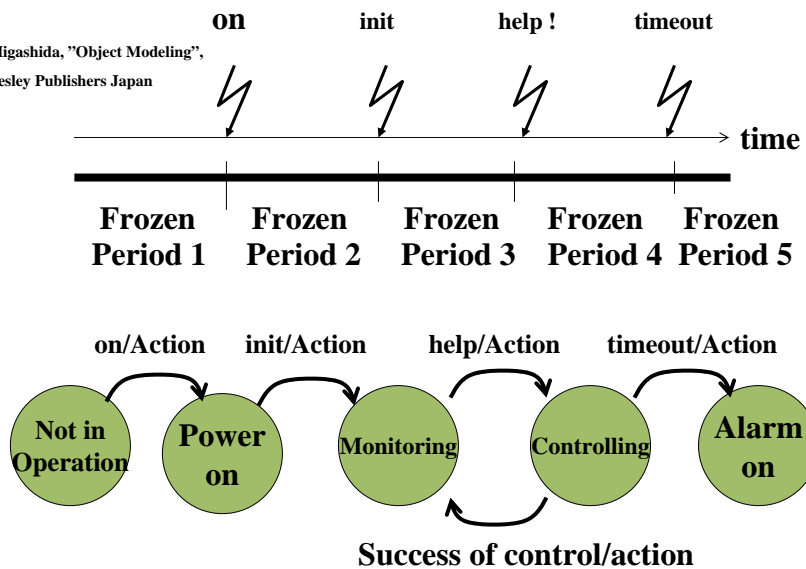 on init help ! timeout
Higashida, ”Object Modeling”,
esley Publishers Japan
time
Frozen Frozen Frozen Frozen Frozen
Period 1 Period 2 Period 3 Period 4 Period 5
on/Action init/Action help/Action timeout/Action
Not in Operation
Power on
Monitoring
Controlling
Alarm on
Success of control/action